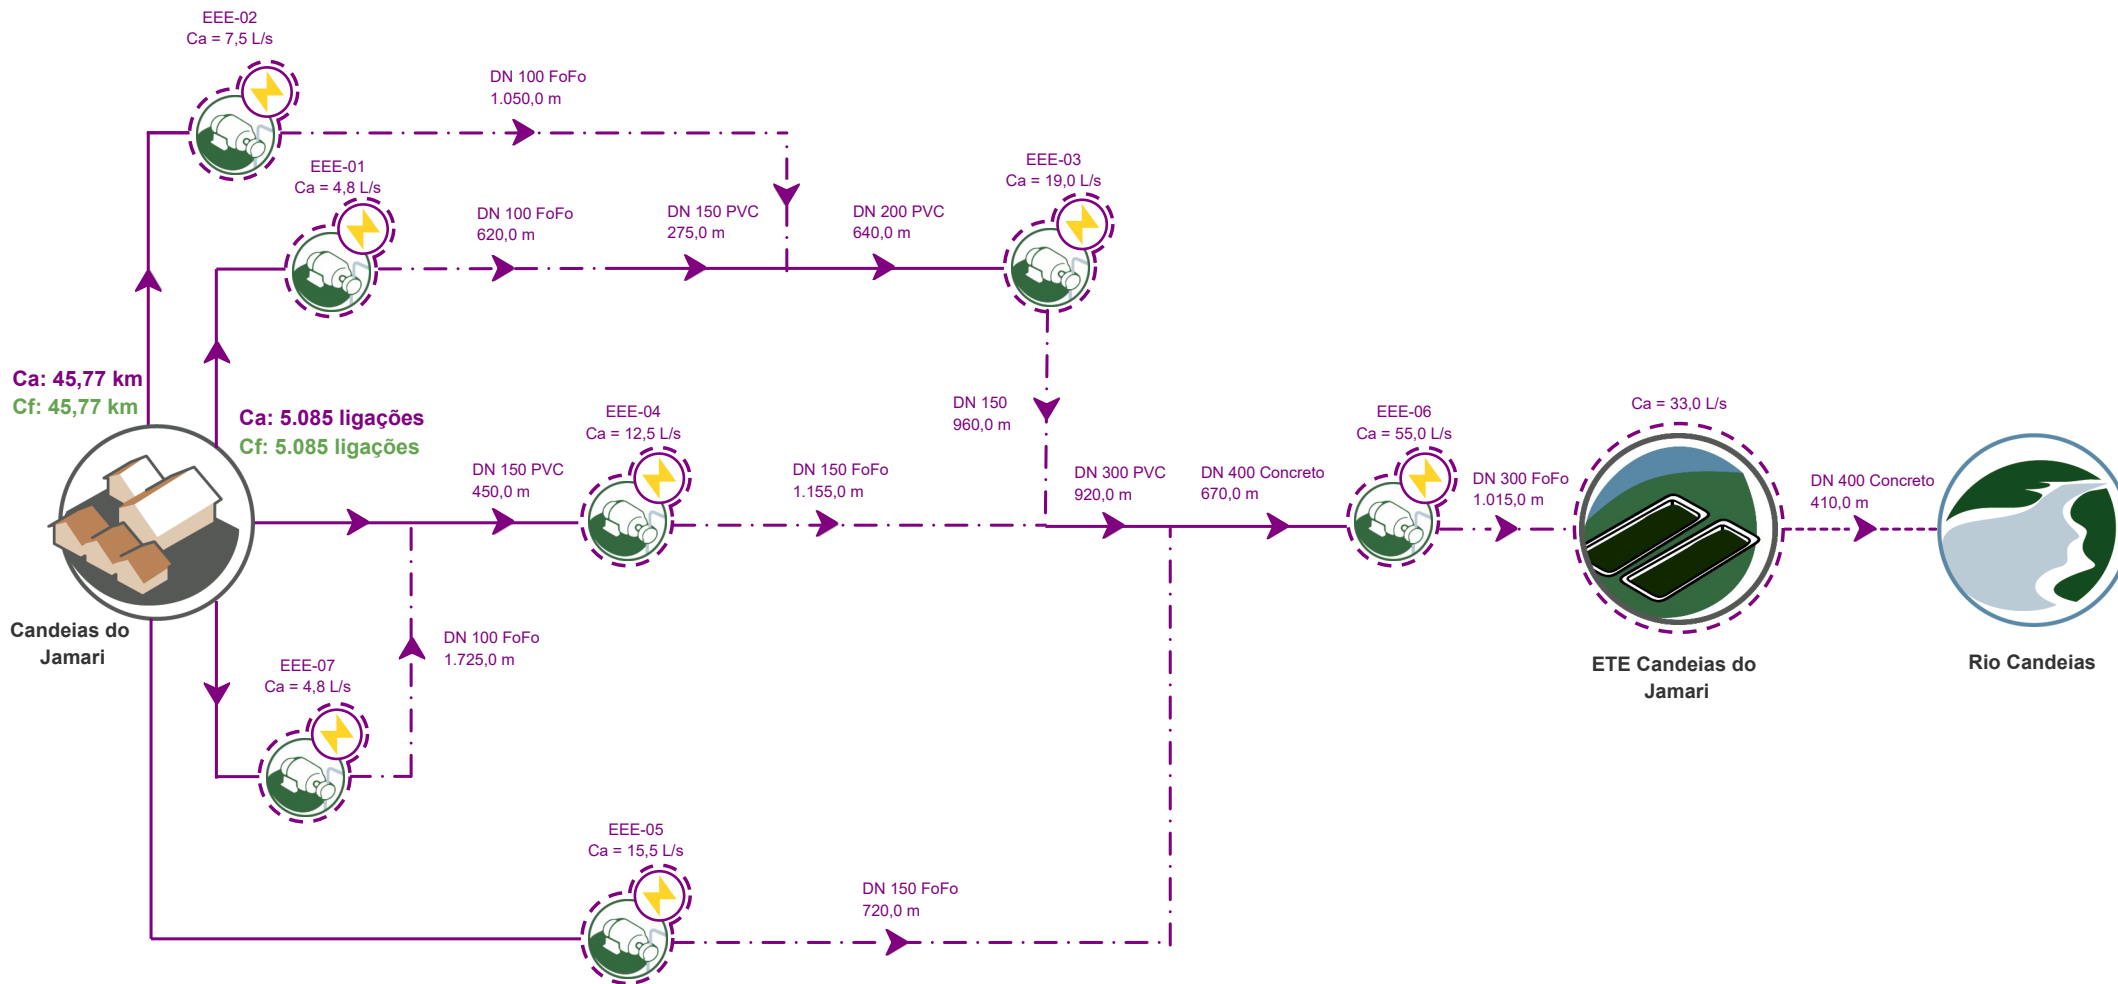 EEE-02
Ca = 7,5 L/s
DN 100 FoFo
1.050,0 m
EEE-01
Ca = 4,8 L/s
DN 100 FoFo
620,0 m
DN 150 PVC
275,0 m
DN 200 PVC
640,0 m
EEE-03
Ca = 19,0 L/s
Ca: 45,77 km
Cf: 45,77 km
Ca: 5.085 ligações
Cf: 5.085 ligações
DN 150 PVC
450,0 m
EEE-04
Ca = 12,5 L/s
DN 150 FoFo
1.155,0 m
DN 150
960,0 m
DN 300 PVC
920,0 m
DN 400 Concreto
670,0 m
EEE-06
Ca = 55,0 L/s
DN 300 FoFo
1.015,0 m
Ca = 33,0 L/s
DN 400 Concreto
410,0 m
Candeias do
Jamari
DN 100 FoFo
1.725,0 m
EEE-07
Ca = 4,8 L/s
ETE Candeias do
Jamari
Rio Candeias
EEE-05
Ca = 15,5 L/s
DN 150 FoFo
720,0 m